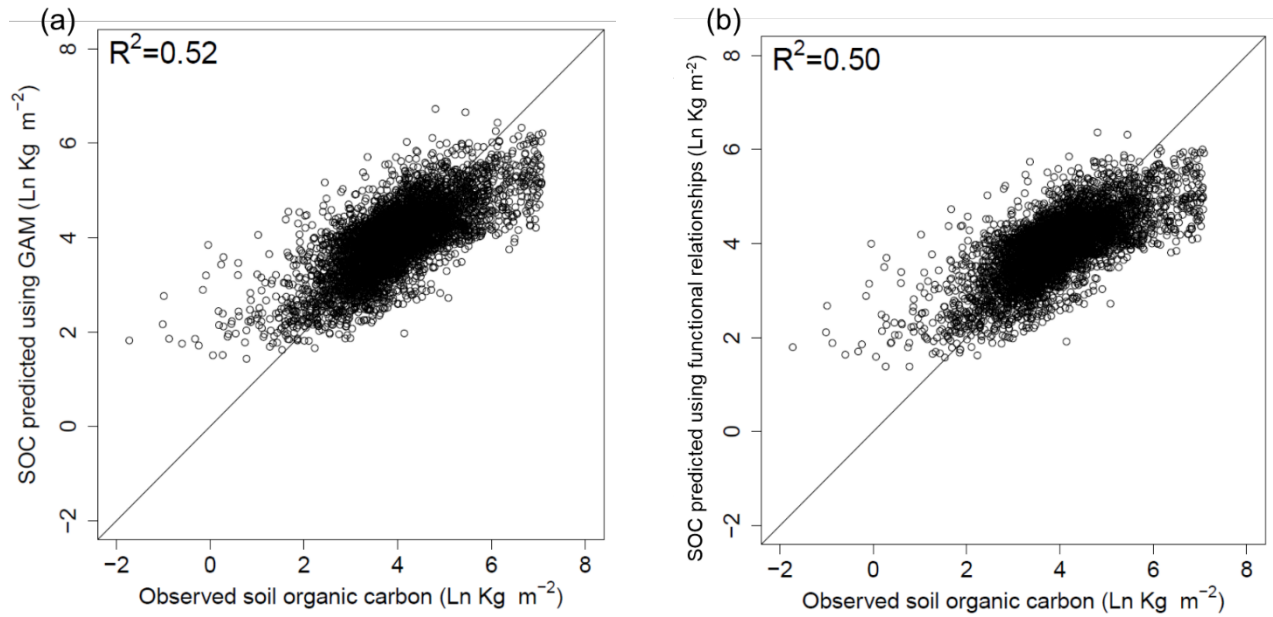 (a)
R²=0.52
SOC predicted using GAM (Ln Kg m⁻²)
8
6
4
2
0
−2
−2 0 2 4 6 8
Observed soil organic carbon (Ln Kg m⁻²)
(b)
R²=0.50
SOC predicted using functional relationships (Ln Kg m⁻²)
8
6
4
2
0
−2
−2 0 2 4 6 8
Observed soil organic carbon (Ln Kg m⁻²)